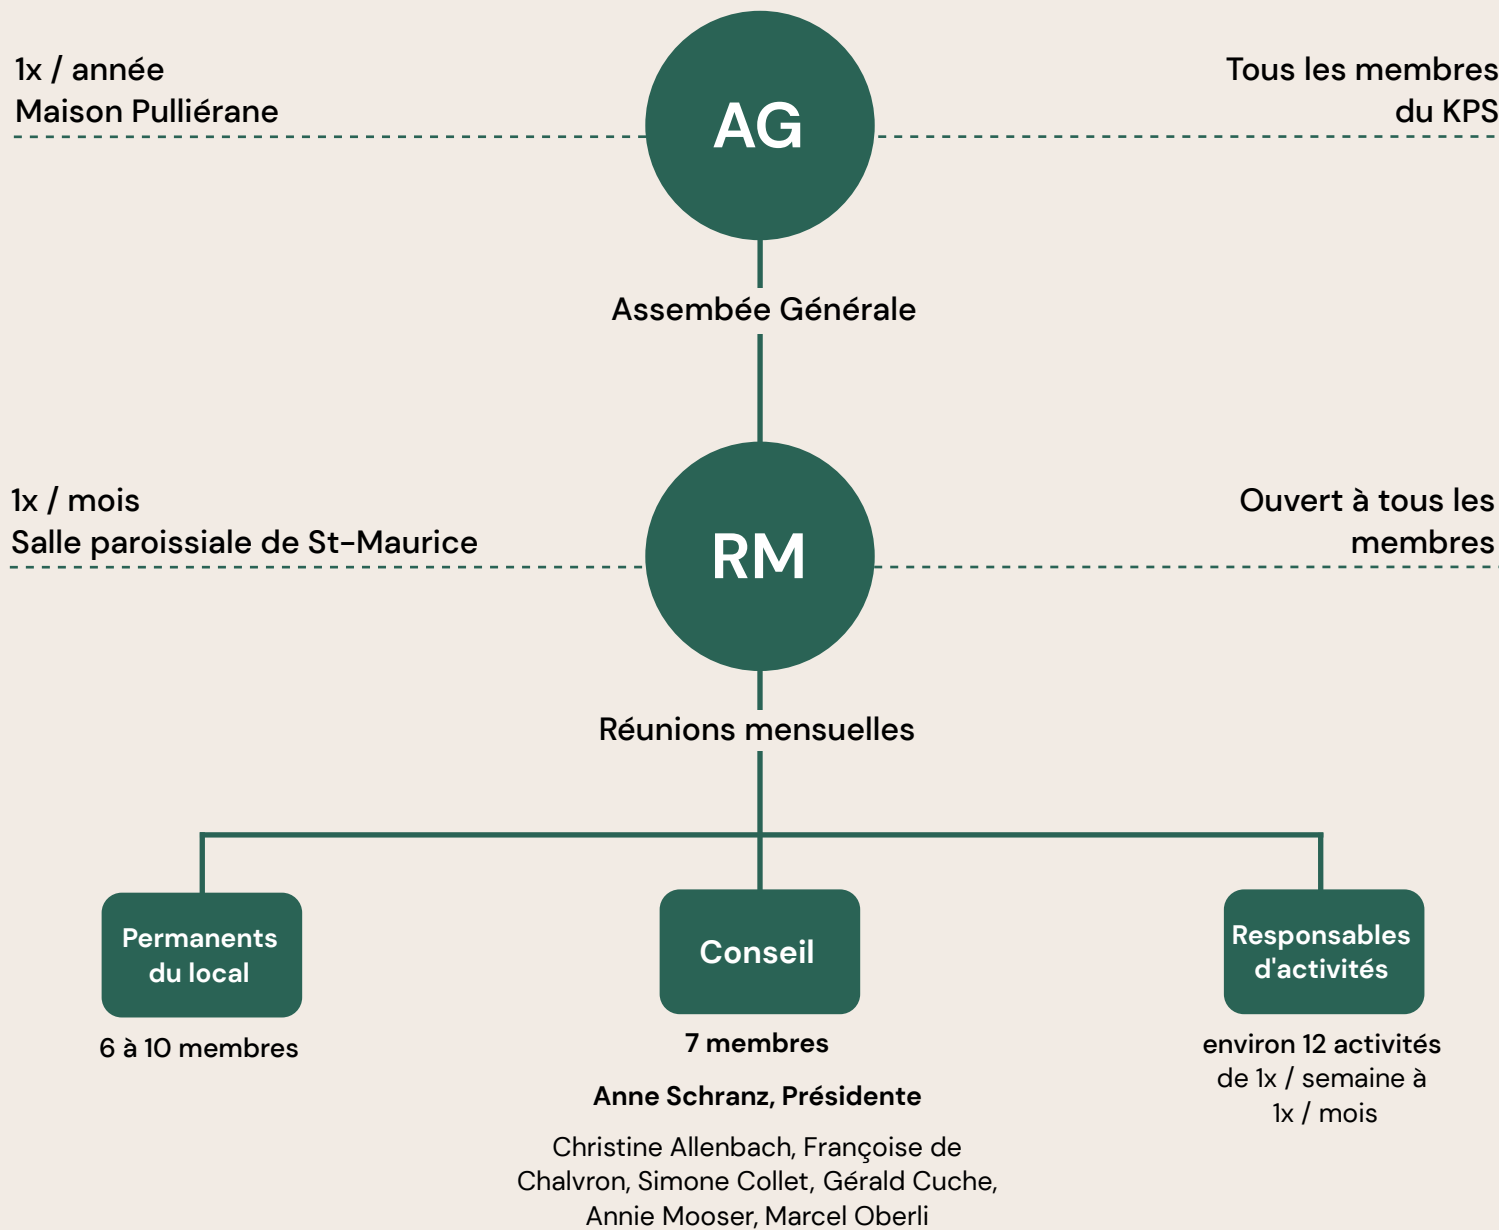 1x / année
Maison Pulliérane
AG
Tous les membres
du KPS
Assembée Générale
1x / mois
Salle paroissiale de St-Maurice
RM
Ouvert à tous les
membres
Réunions mensuelles
Permanents
du local
6 à 10 membres
Conseil
7 membres
Anne Schranz, Présidente
Christine Allenbach, Françoise de
Chalvron, Simone Collet, Gérald Cuche,
Annie Mooser, Marcel Oberli
Responsables
d'activités
environ 12 activités
de 1x / semaine à
1x / mois